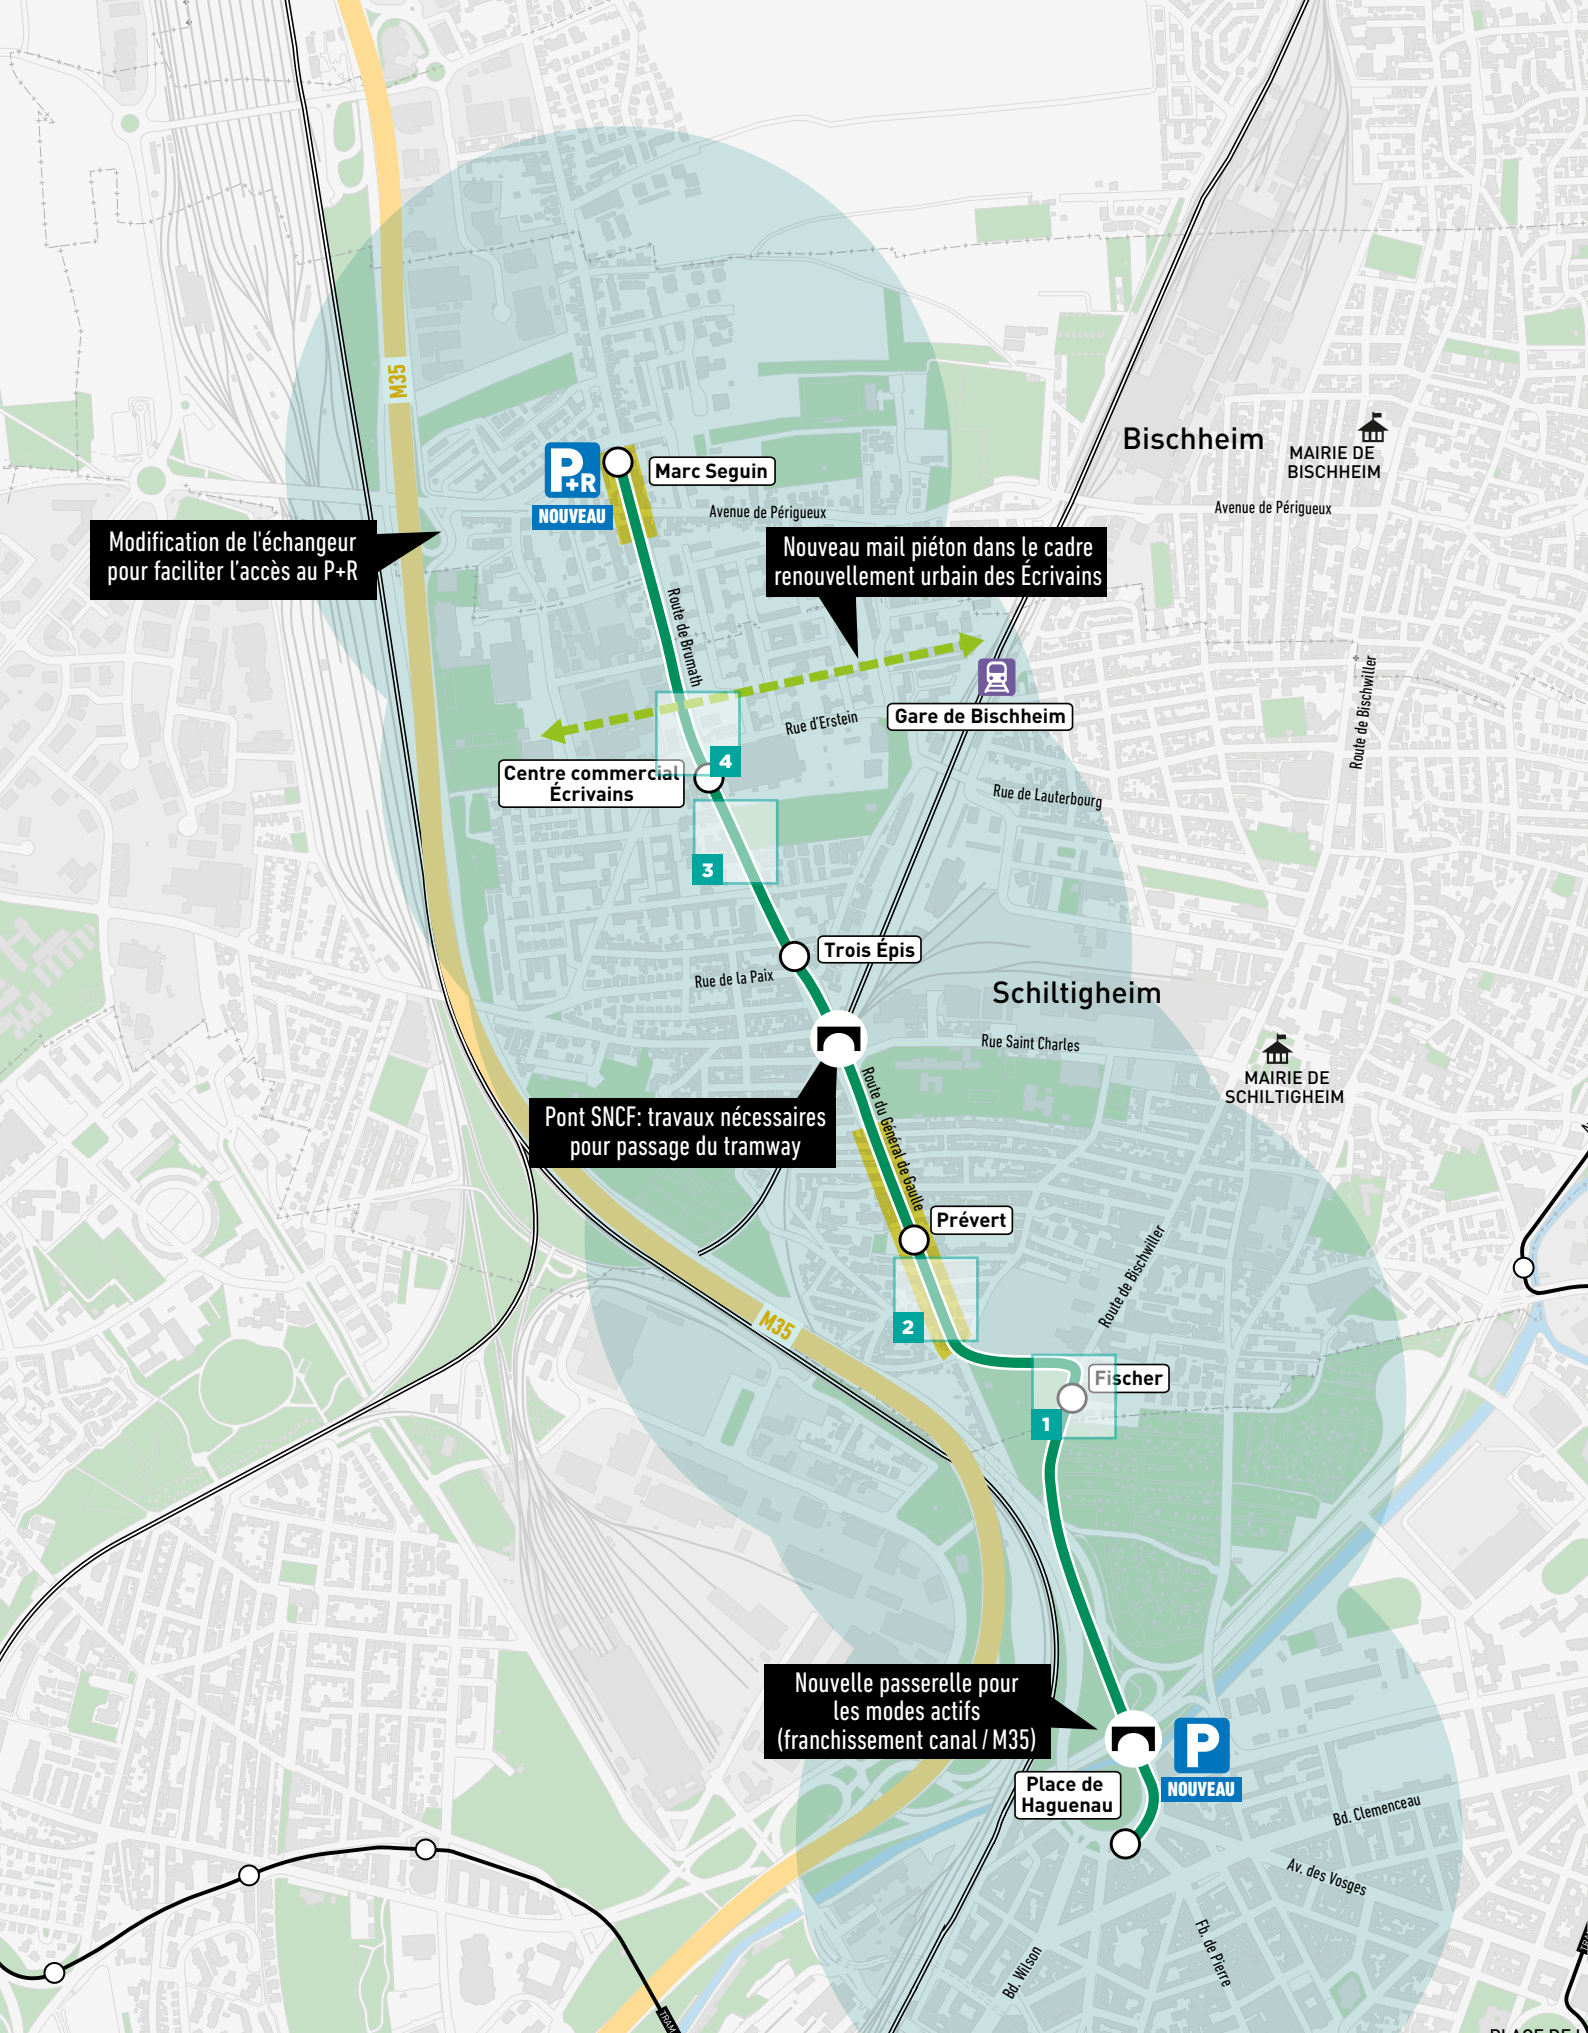 M35
Bischheim
MAIRIE DE
BISCHHEIM
P+R
NOUVEAU
Marc Seguin
Avenue de Périgueux
Avenue de Périgueux
Modification de l'échangeur
pour faciliter l'accès au P+R
Nouveau mail piéton dans le cadre
renouvellement urbain des Écrivains
Route de Brumath
Route de Bischwiller
Gare de Bischheim
Rue d'Erstein
4
Centre commercial
Écrivains
Rue de Lauterbourg
3
Trois Épis
Rue de la Paix
Schiltigheim
Rue Saint Charles
MAIRIE DE
SCHILTIGHEIM
Pont SNCF: travaux nécessaires
pour passage du tramway
Route du Général de Gaulle
Prévert
Route de Bischwiller
2
M35
Fischer
1
Nouvelle passerelle pour
les modes actifs
(franchissement canal / M35)
P
NOUVEAU
Place de
Haguenau
Bd. Clemenceau
Av. des Vosges
Fb. de Pierre
Bd. Wilson
TRAM